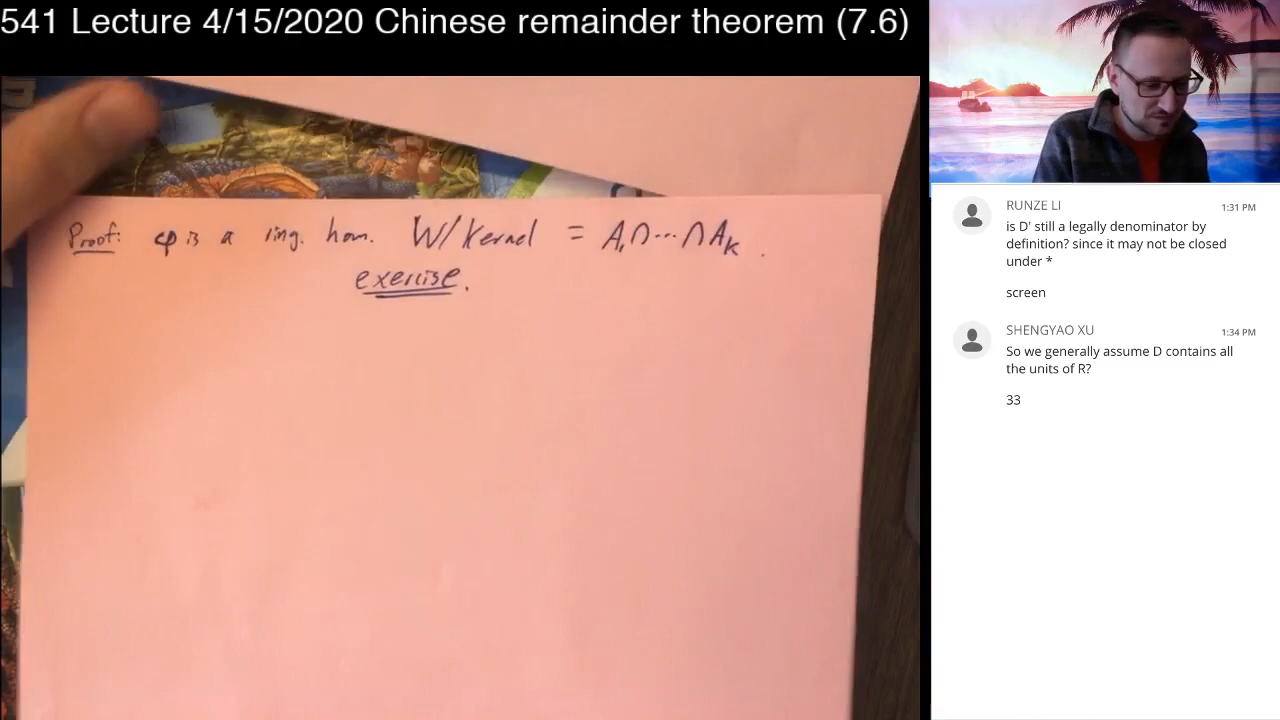 541 Lecture 4/15/2020 Chinese remainder theorem (7.6)
Proof: φ is a ring. hom. W/ Kernel = A₁∩···∩Aₖ.
exercise.
RUNZE LI 1:31 PM
is D' still a legally denominator by
definition? since it may not be closed
under *
screen
SHENGYAO XU 1:34 PM
So we generally assume D contains all
the units of R?
33